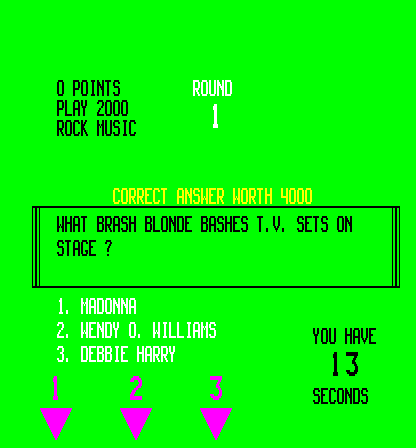 0 POINTS
PLAY 2000
ROCK MUSIC
ROUND
1
CORRECT ANSWER WORTH 4000
WHAT BRASH BLONDE BASHES T.V. SETS ON
STAGE ?
1. MADONNA
2. WENDY O. WILLIAMS
3. DEBBIE HARRY
YOU HAVE
13
SECONDS
1 2 3